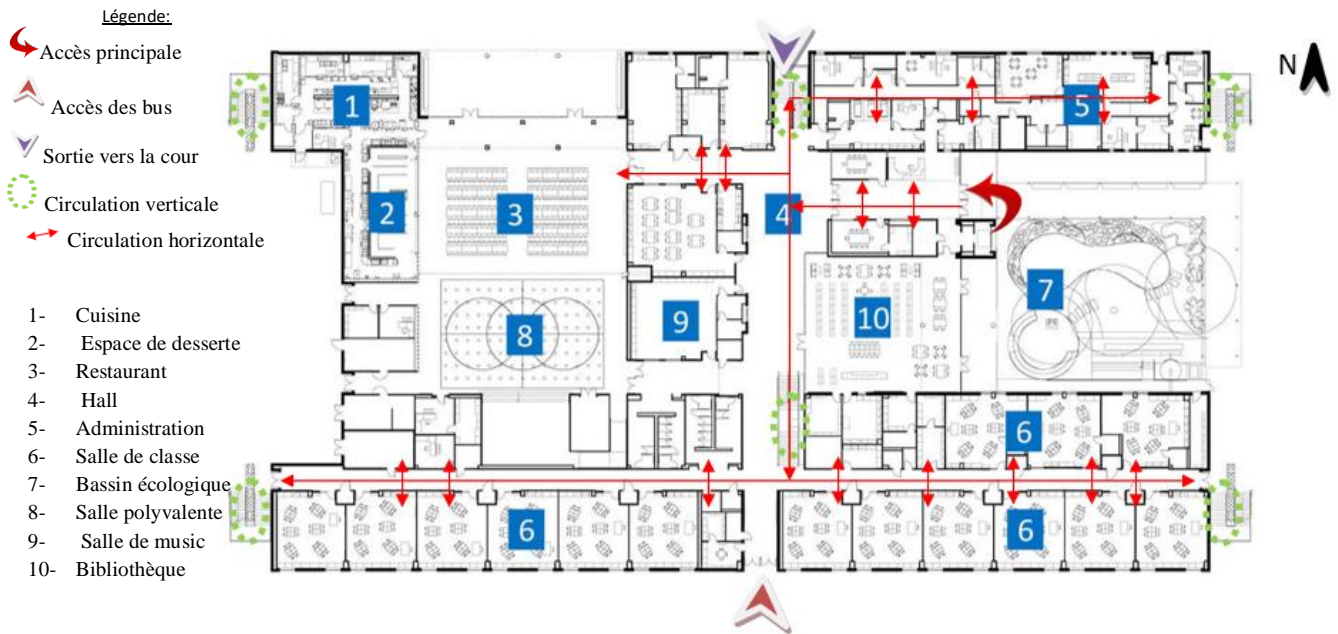 Légende:
Accès principale
Accès des bus
Sortie vers la cour
Circulation verticale
Circulation horizontale
1- Cuisine
2- Espace de desserte
3- Restaurant
4- Hall
5- Administration
6- Salle de classe
7- Bassin écologique
8- Salle polyvalente
9- Salle de music
10- Bibliothèque
N
1
5
2
3
4
7
8
9
10
6
6
6